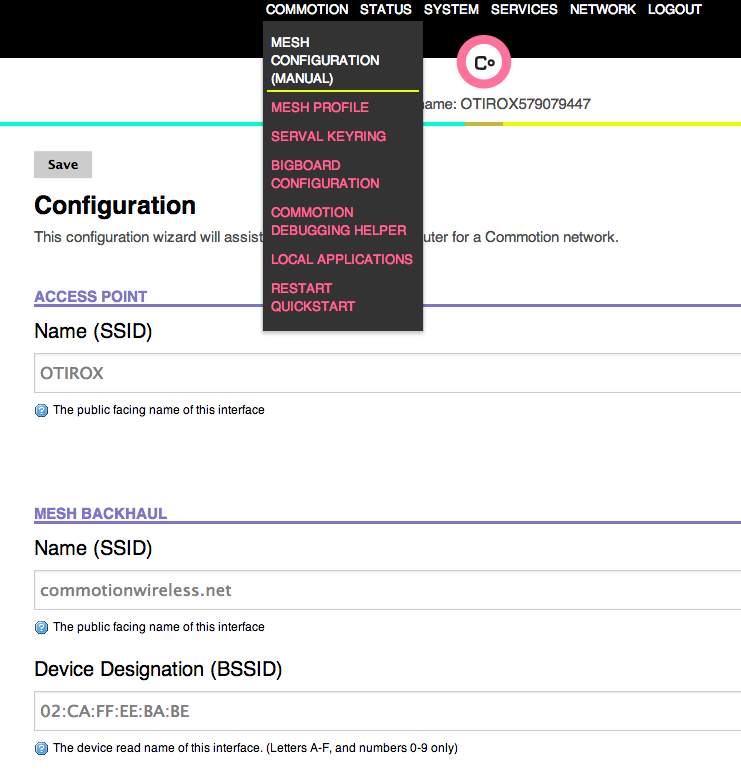 COMMOTION STATUS SYSTEM SERVICES NETWORK LOGOUT
MESH
CONFIGURATION
(MANUAL)
MESH PROFILE
SERVAL KEYRING
BIGBOARD
CONFIGURATION
COMMOTION
DEBUGGING HELPER
LOCAL APPLICATIONS
RESTART
QUICKSTART
Co
name: OTIROX579079447
Save
Configuration
This configuration wizard will assist uter for a Commotion network.
ACCESS POINT
Name (SSID)
OTIROX
? The public facing name of this interface
MESH BACKHAUL
Name (SSID)
commotionwireless.net
? The public facing name of this interface
Device Designation (BSSID)
02:CA:FF:EE:BA:BE
? The device read name of this interface. (Letters A-F, and numbers 0-9 only)